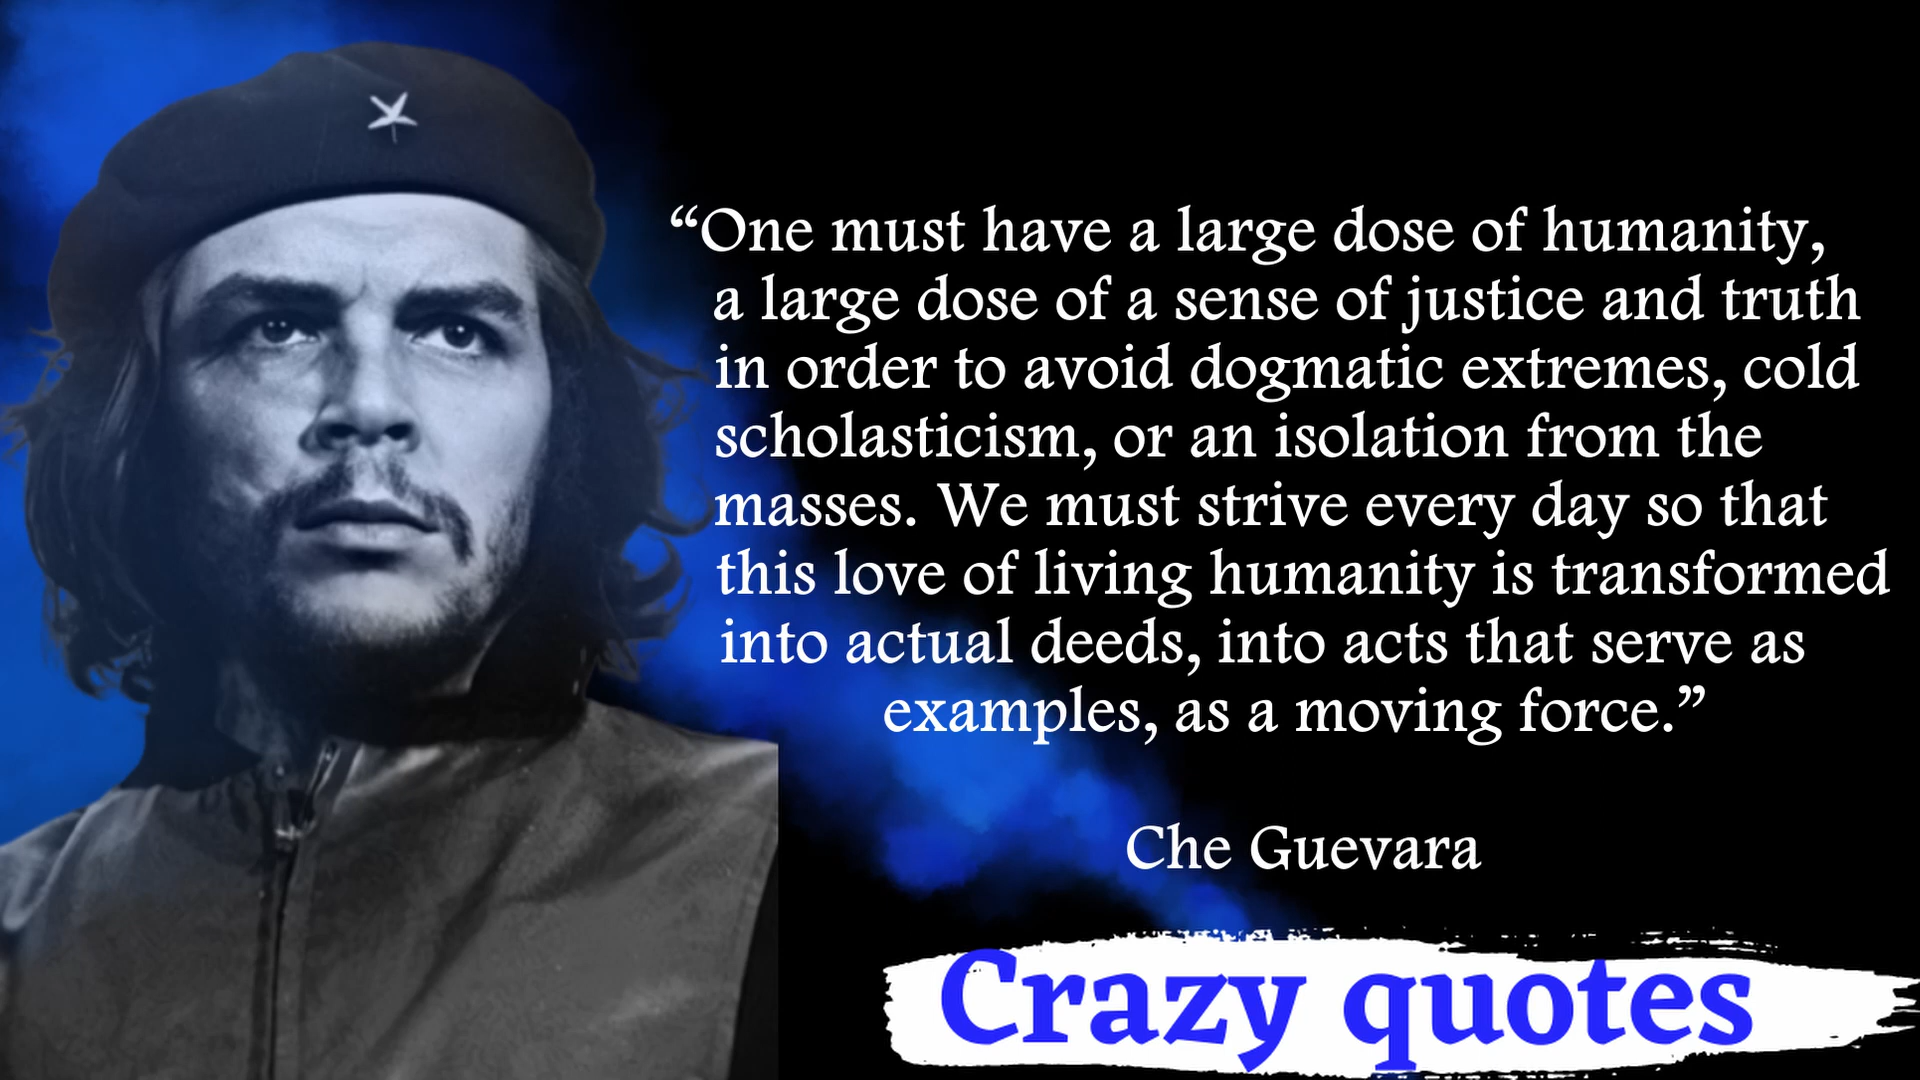 “One must have a large dose of humanity,
a large dose of a sense of justice and truth
in order to avoid dogmatic extremes, cold
scholasticism, or an isolation from the
masses. We must strive every day so that
this love of living humanity is transformed
into actual deeds, into acts that serve as
examples, as a moving force.”
Che Guevara
Crazy quotes